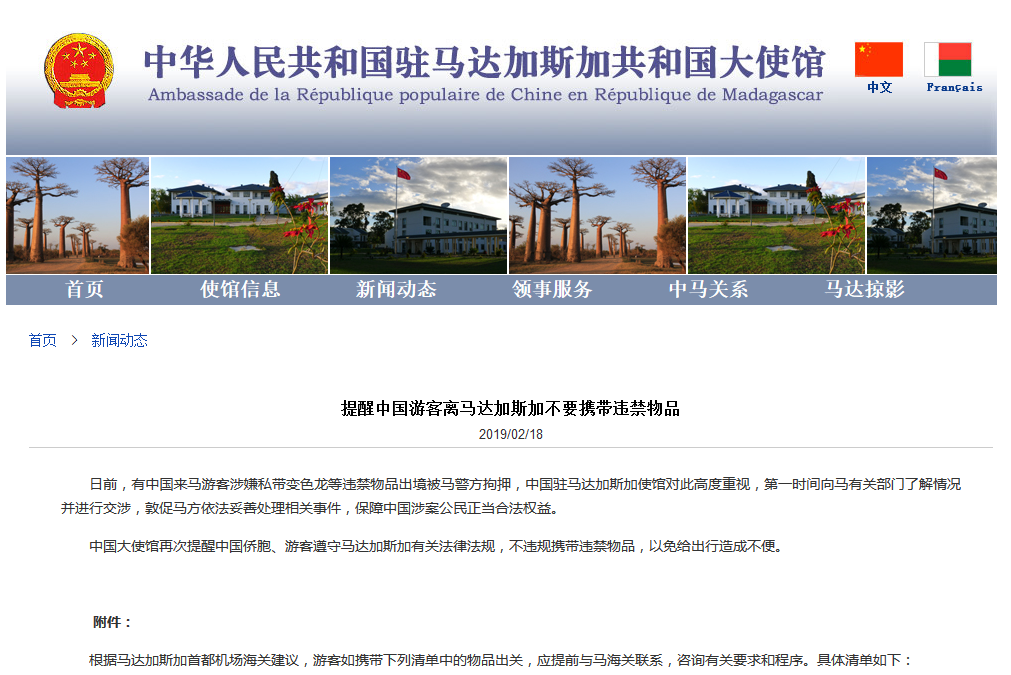 中华人民共和国驻马达加斯加共和国大使馆
Ambassade de la République populaire de Chine en République de Madagascar
中文
Français
首页 使馆信息 新闻动态 领事服务 中马关系 马达掠影
首页 > 新闻动态
提醒中国游客离马达加斯加不要携带违禁物品
2019/02/18
日前，有中国来马游客涉嫌私带变色龙等违禁物品出境被马警方拘押，中国驻马达加斯加使馆对此高度重视，第一时间向马有关部门了解情况
并进行交涉，敦促马方依法妥善处理相关事件，保障中国涉案公民正当合法权益。
中国大使馆再次提醒中国侨胞、游客遵守马达加斯加有关法律法规，不违规携带违禁物品，以免给出行造成不便。
附件：
根据马达加斯加首都机场海关建议，游客如携带下列清单中的物品出关，应提前与马海关联系，咨询有关要求和程序。具体清单如下：